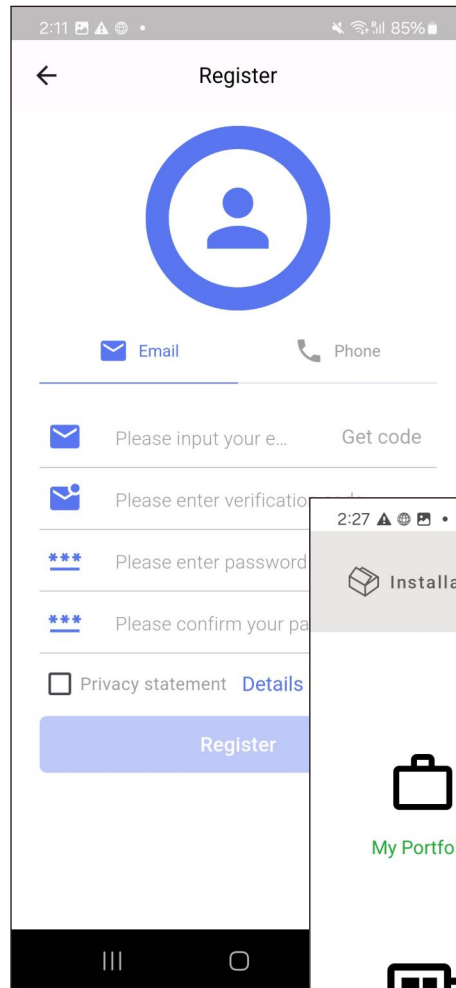 2:11
85%
Register
Email
Phone
Please input your e...
Get code
Please enter verification
2:27
Please enter password
Installa
Please confirm your pa
Privacy statement Details
Register
My Portfo